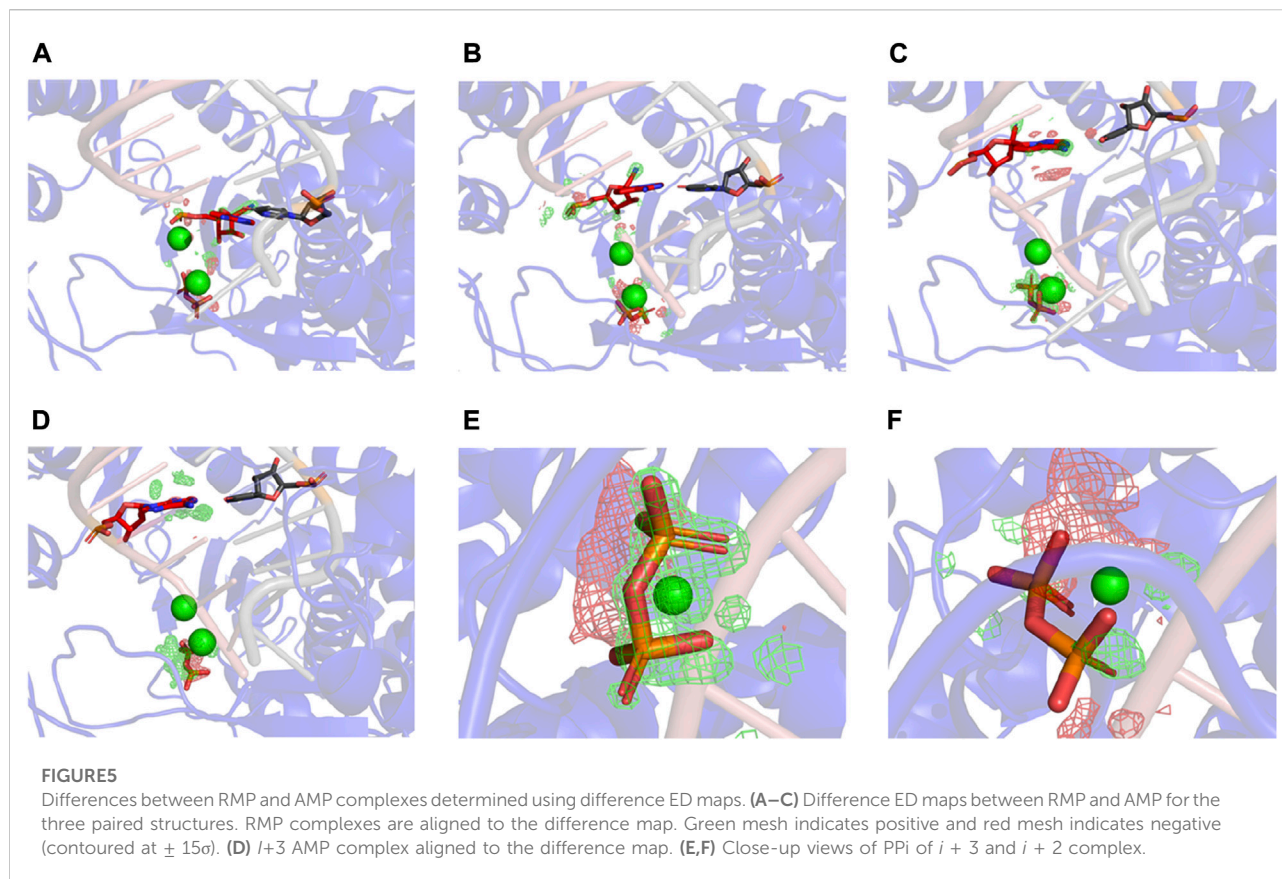 A
B
C
D
E
F
FIGURE5
Differences between RMP and AMP complexes determined using difference ED maps. (A–C) Difference ED maps between RMP and AMP for the
three paired structures. RMP complexes are aligned to the difference map. Green mesh indicates positive and red mesh indicates negative
(contoured at ± 15σ). (D) I+3 AMP complex aligned to the difference map. (E,F) Close-up views of PPi of i + 3 and i + 2 complex.